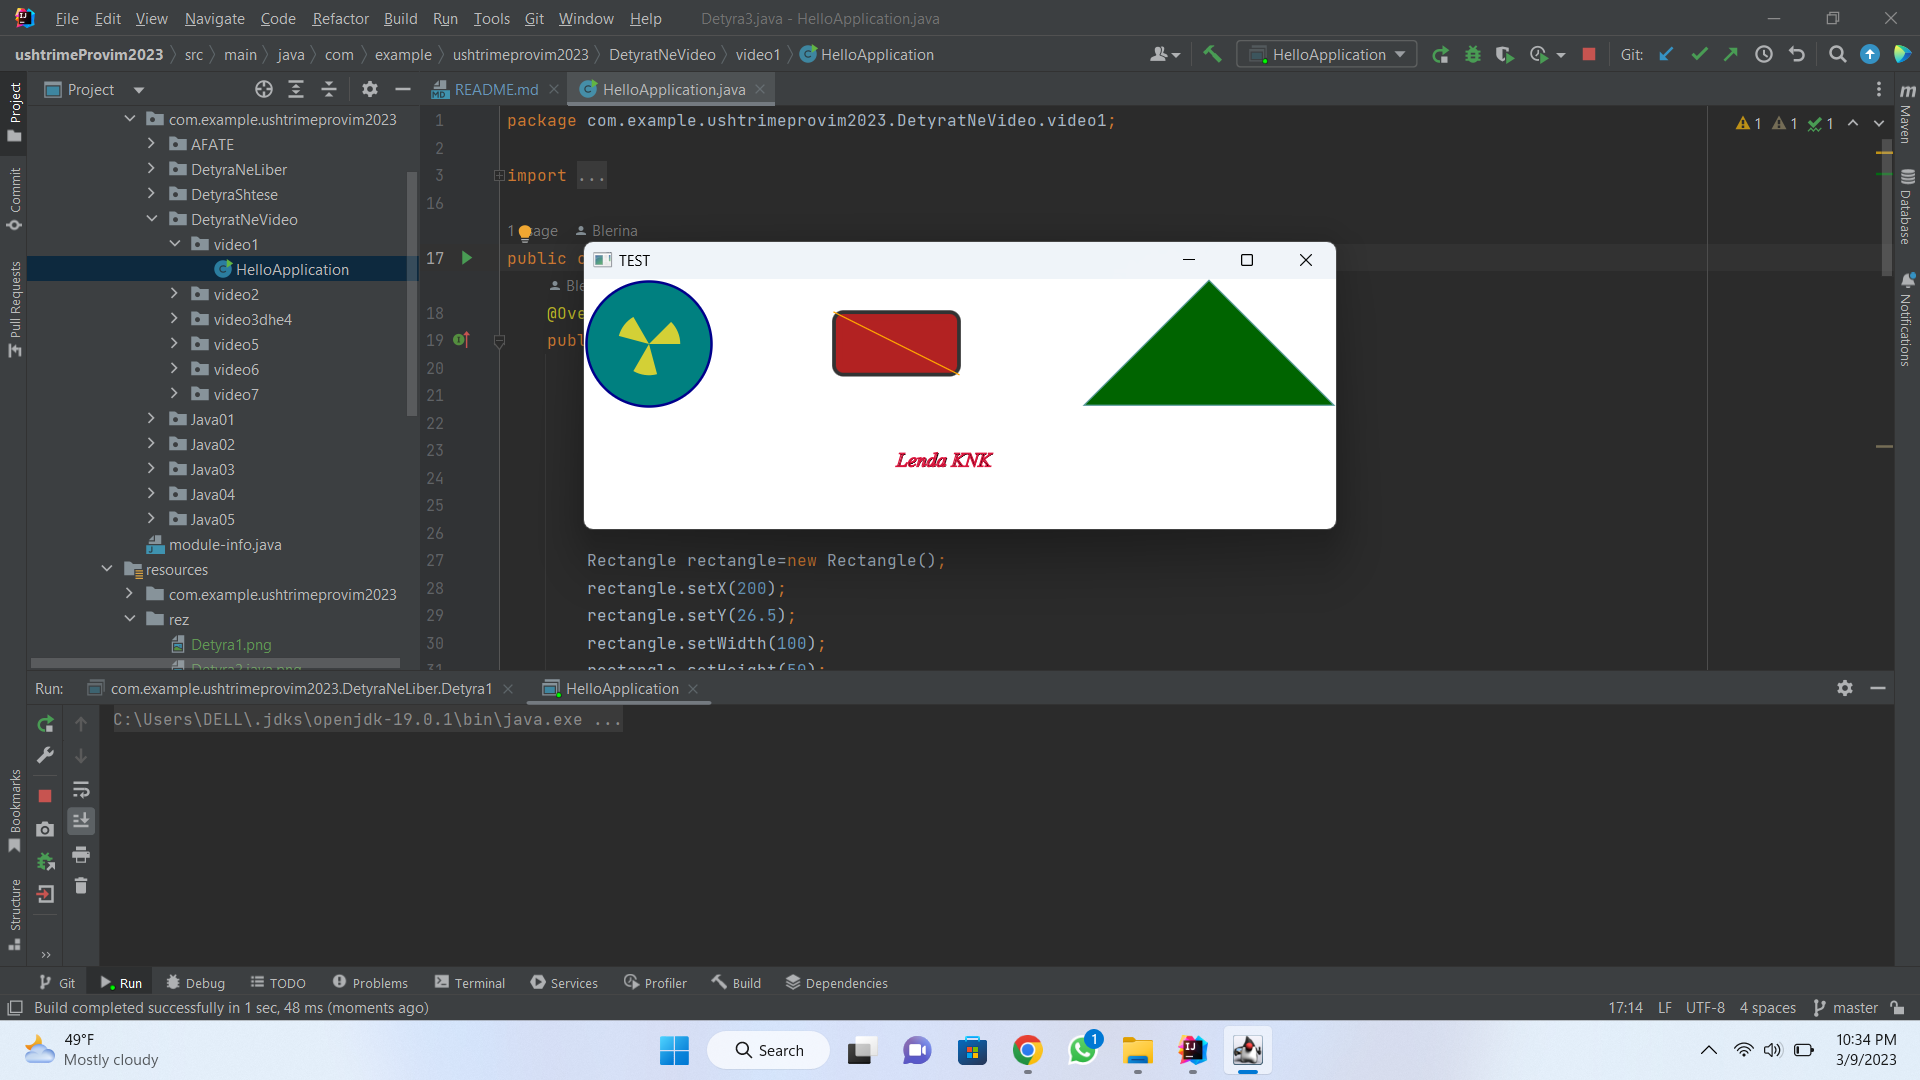 File Edit View Navigate Code Refactor Build Run Tools Git Window Help Detyra3.java - HelloApplication.java
ushtrimeProvim2023 src main java com example ushtrimeprovim2023 DetyratNeVideo video1 HelloApplication HelloApplication Git:
Project README.md HelloApplication.java
Project
Commit
Pull Requests
Bookmarks
Structure
com.example.ushtrimeprovim2023
AFATE
DetyraNeLiber
DetyraShtese
DetyratNeVideo
video1
HelloApplication
video2
video3dhe4
video5
video6
video7
Java01
Java02
Java03
Java04
Java05
module-info.java
resources
com.example.ushtrimeprovim2023
rez
Detyra1.png
Detyra2.java.png
1 package com.example.ushtrimeprovim2023.DetyratNeVideo.video1;
2
3 import ...
16
Blerina
17 public
18
19
20
21
22
23
24
25
26
27 Rectangle rectangle=new Rectangle();
28 rectangle.setX(200);
29 rectangle.setY(26.5);
30 rectangle.setWidth(100);
31 rectangle.setHeight(50);
1 1 1
TEST
Lenda KNK
Maven
Database
Notifications
Run: com.example.ushtrimeprovim2023.DetyraNeLiber.Detyra1 HelloApplication
C:\Users\DELL\.jdks\openjdk-19.0.1\bin\java.exe ...
Git Run Debug TODO Problems Terminal Services Profiler Build Dependencies
Build completed successfully in 1 sec, 48 ms (moments ago) 17:14 LF UTF-8 4 spaces master
49°F
Mostly cloudy
Search
1
10:34 PM
3/9/2023